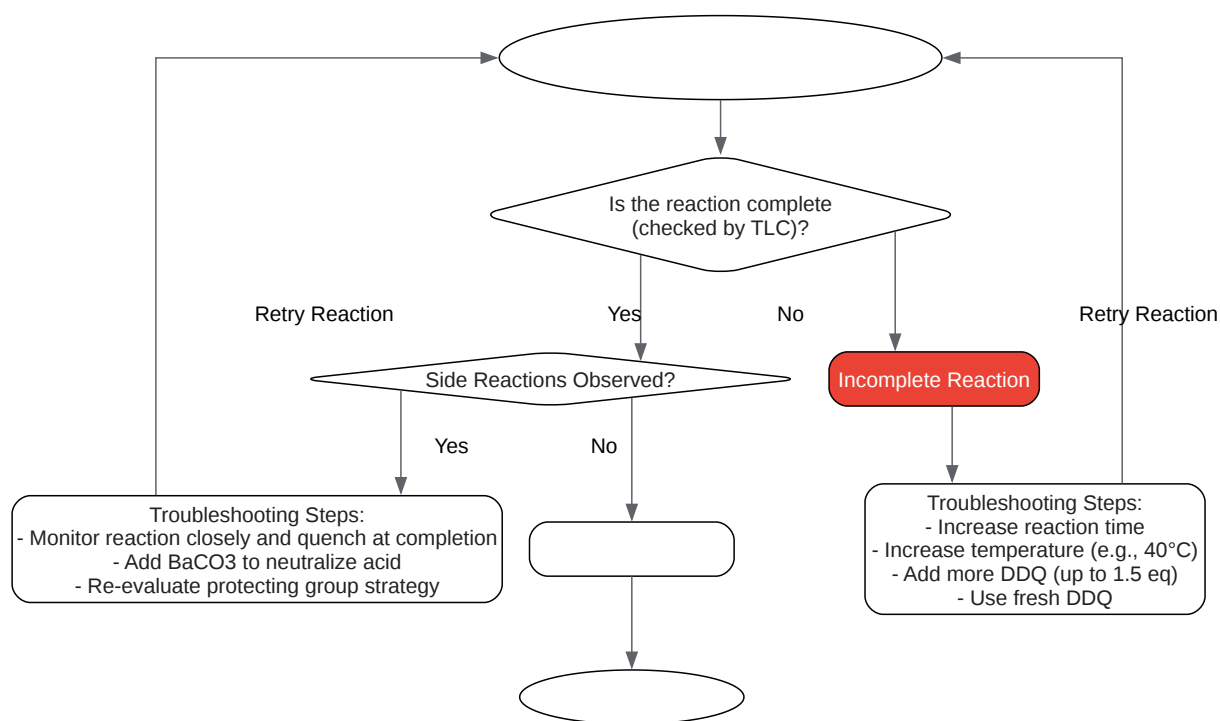 Is the reaction complete
(checked by TLC)?
Retry Reaction
Yes
No
Retry Reaction
Side Reactions Observed?
Incomplete Reaction
Yes
No
Troubleshooting Steps:
- Monitor reaction closely and quench at completion
- Add BaCO3 to neutralize acid
- Re-evaluate protecting group strategy
Troubleshooting Steps:
- Increase reaction time
- Increase temperature (e.g., 40°C)
- Add more DDQ (up to 1.5 eq)
- Use fresh DDQ